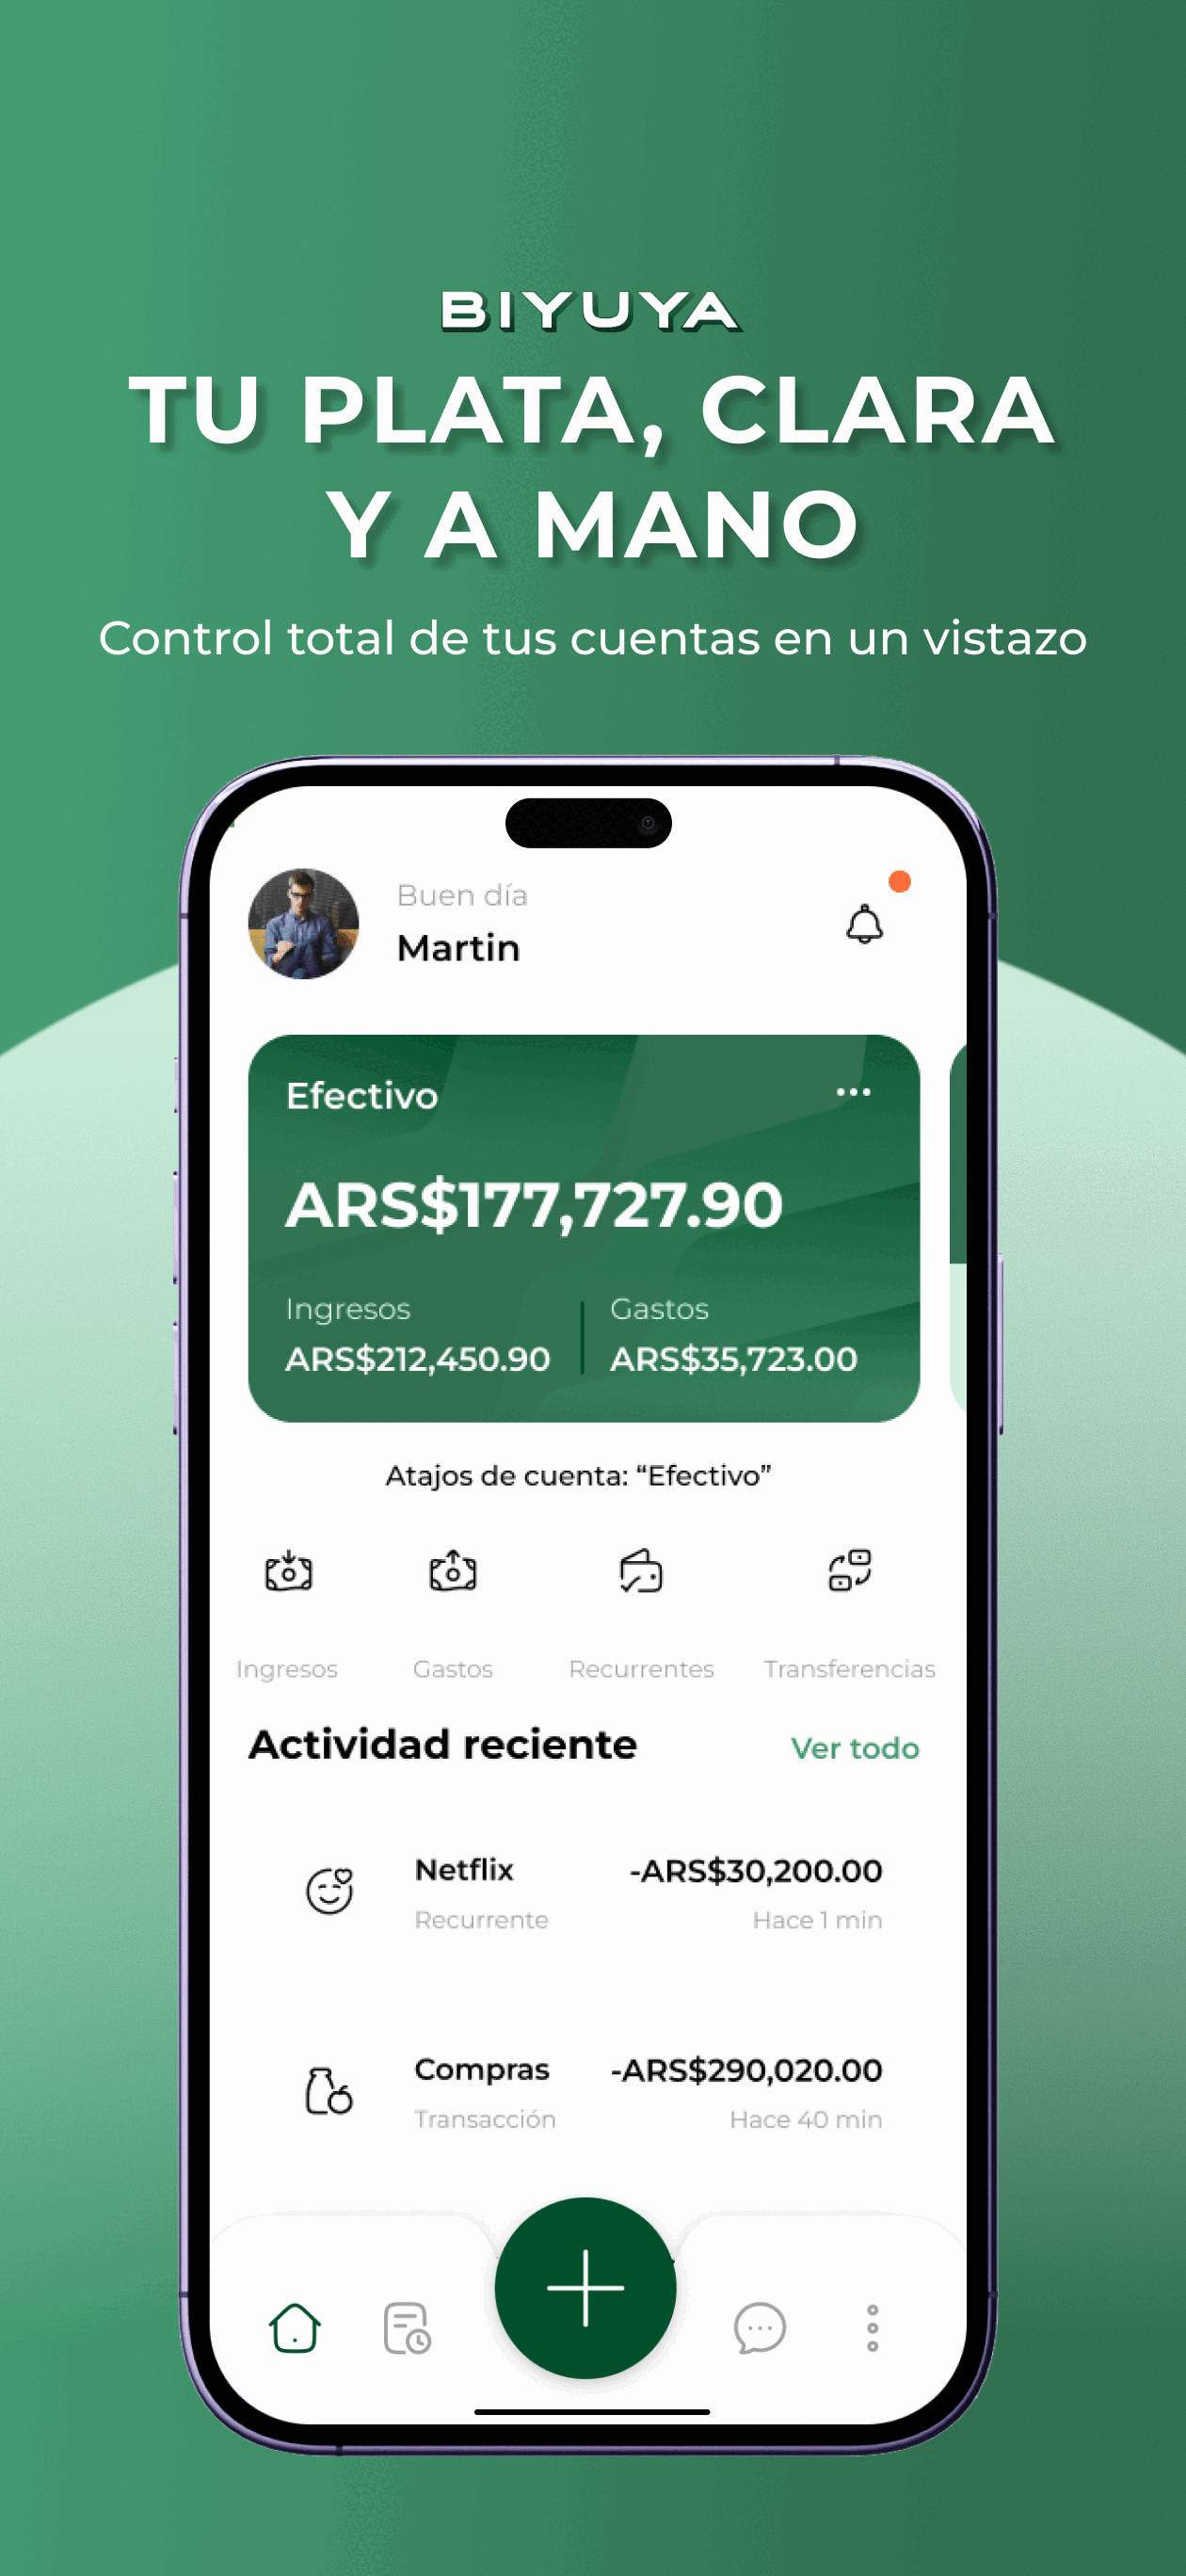 BIYUYA
TU PLATA, CLARA
Y A MANO
Control total de tus cuentas en un vistazo
Buen día
Martin
Efectivo
ARS$177,727.90
Ingresos
Gastos
ARS$212,450.90
ARS$35,723.00
Atajos de cuenta: “Efectivo”
Ingresos
Gastos
Recurrentes
Transferencias
Actividad reciente
Ver todo
Netflix
-ARS$30,200.00
Recurrente
Hace 1 min
Compras
-ARS$290,020.00
Transacción
Hace 40 min